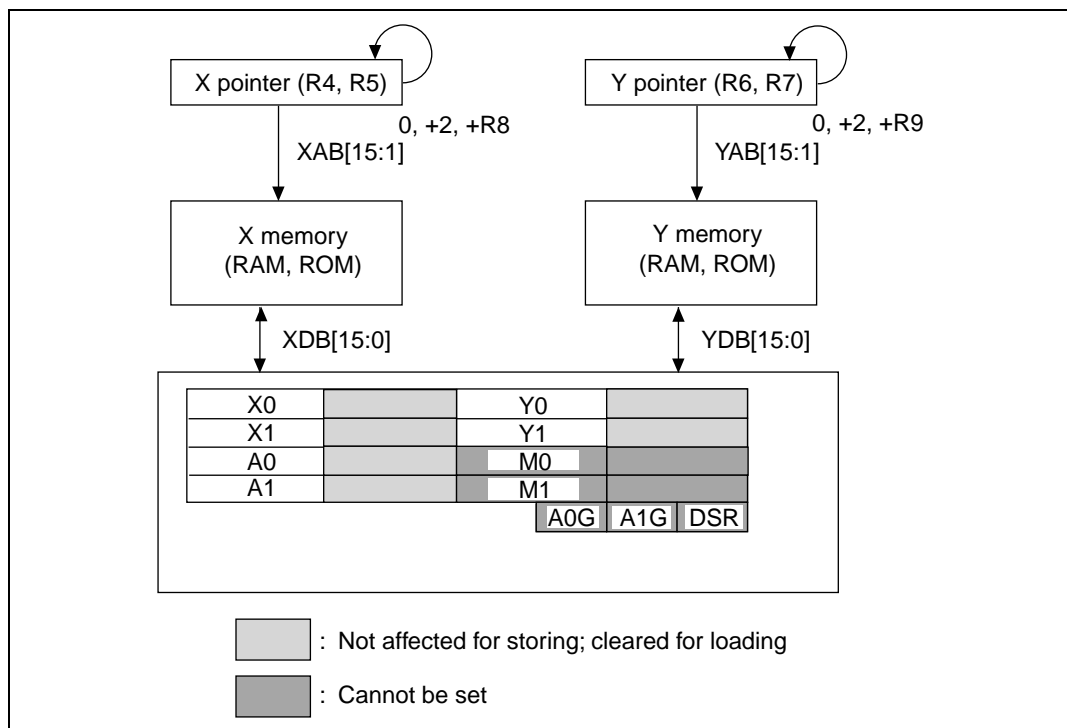 X pointer (R4, R5)
Y pointer (R6, R7)
0, +2, +R8
0, +2, +R9
XAB[15:1]
YAB[15:1]
X memory
(RAM, ROM)
Y memory
(RAM, ROM)
XDB[15:0]
YDB[15:0]
X0 Y0
X1 Y1
A0 M0
A1 M1
A0G A1G DSR
: Not affected for storing; cleared for loading
: Cannot be set